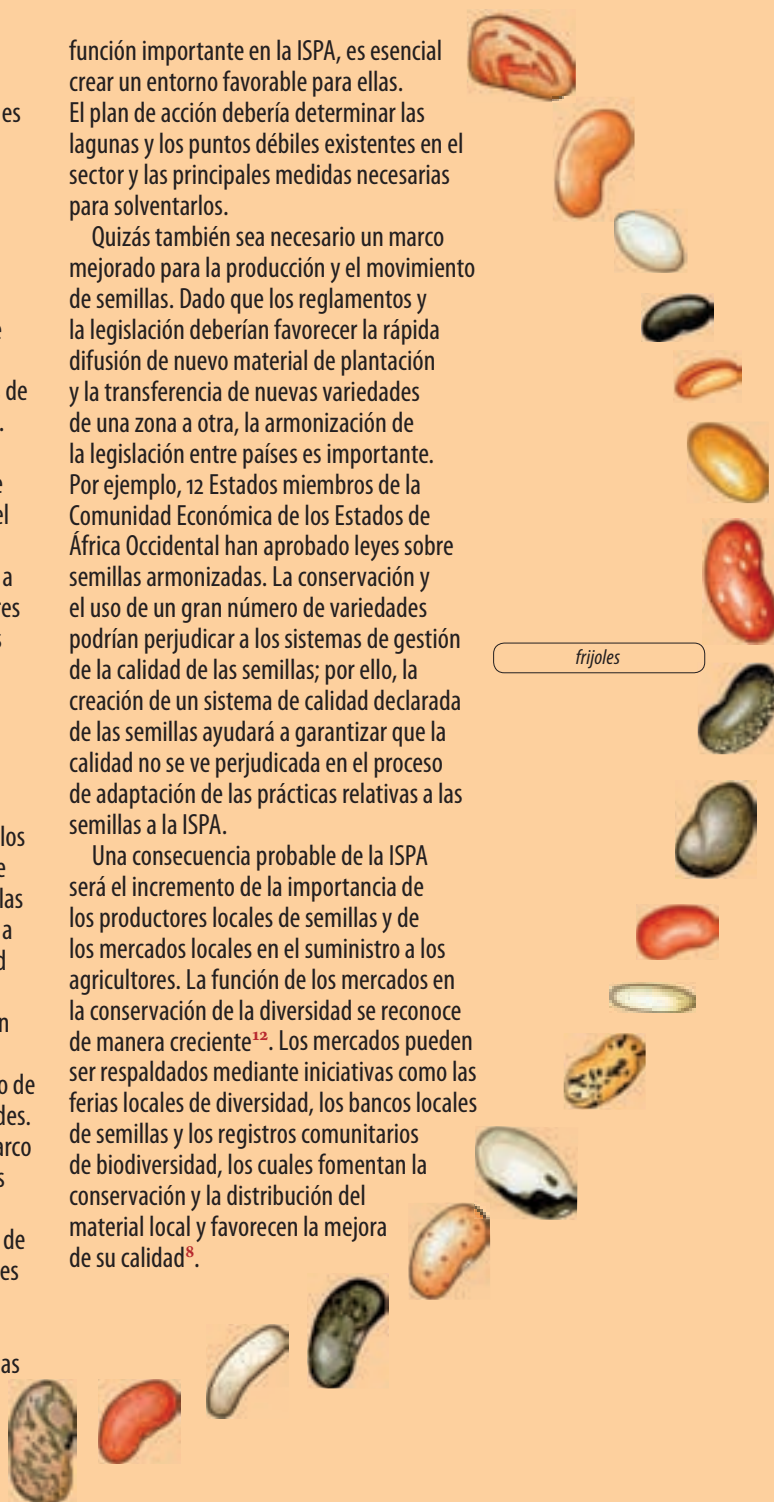 es
e
de
.
e
el
a
es
s
los
e
las
a
d
n
o de
des.
arco
s
de
es
as
función importante en la ISPA, es esencial
crear un entorno favorable para ellas.
El plan de acción debería determinar las
lagunas y los puntos débiles existentes en el
sector y las principales medidas necesarias
para solventarlos.
Quizás también sea necesario un marco
mejorado para la producción y el movimiento
de semillas. Dado que los reglamentos y
la legislación deberían favorecer la rápida
difusión de nuevo material de plantación
y la transferencia de nuevas variedades
de una zona a otra, la armonización de
la legislación entre países es importante.
Por ejemplo, 12 Estados miembros de la
Comunidad Económica de los Estados de
África Occidental han aprobado leyes sobre
semillas armonizadas. La conservación y
el uso de un gran número de variedades
podrían perjudicar a los sistemas de gestión
de la calidad de las semillas; por ello, la
creación de un sistema de calidad declarada
de las semillas ayudará a garantizar que la
calidad no se ve perjudicada en el proceso
de adaptación de las prácticas relativas a las
semillas a la ISPA.
Una consecuencia probable de la ISPA
será el incremento de la importancia de
los productores locales de semillas y de
los mercados locales en el suministro a los
agricultores. La función de los mercados en
la conservación de la diversidad se reconoce
de manera creciente¹². Los mercados pueden
ser respaldados mediante iniciativas como las
ferias locales de diversidad, los bancos locales
de semillas y los registros comunitarios
de biodiversidad, los cuales fomentan la
conservación y la distribución del
material local y favorecen la mejora
de su calidad⁸.
frijoles